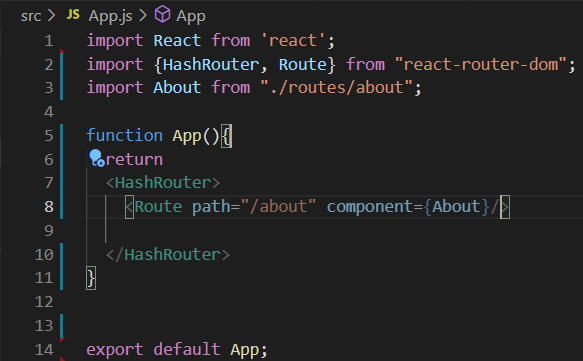 src > JS App.js > App
1 import React from 'react';
2 import {HashRouter, Route} from "react-router-dom";
3 import About from "./routes/about";
4
5 function App(){
6 return
7 <HashRouter>
8 <Route path="/about" component={About}/>
9
10 </HashRouter>
11 }
12
13
14 export default App;